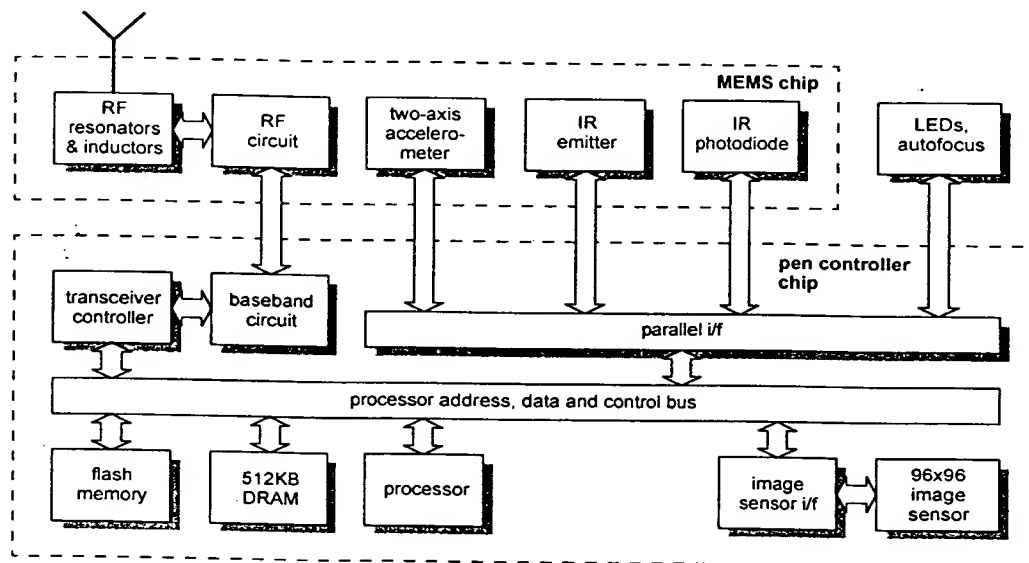 MEMS chip
RF
resonators
& inductors
RF
circuit
two-axis
accelero-
meter
IR
emitter
IR
photodiode
LEDs,
autofocus
pen controller
chip
transceiver
controller
baseband
circuit
parallel i/f
processor address, data and control bus
flash
memory
512KB
DRAM
processor
image
sensor i/f
96x96
image
sensor